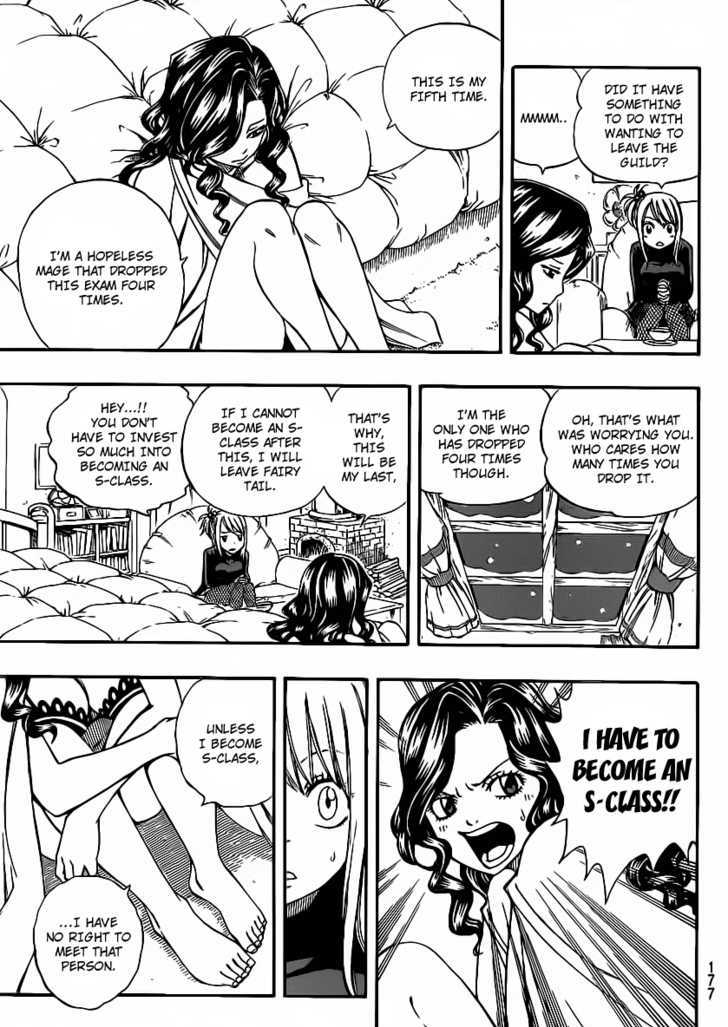 DID IT HAVE
SOMETHING
TO DO WITH
WANTING TO
LEAVE THE
GUILD?
MMMM..
THIS IS MY
FIFTH TIME.
I'M A HOPELESS
MAGE THAT DROPPED
THIS EXAM FOUR
TIMES.
OH, THAT'S WHAT
WAS WORRYING YOU.
WHO CARES HOW
MANY TIMES YOU
DROP IT.
I'M THE
ONLY ONE WHO
HAS DROPPED
FOUR TIMES
THOUGH.
THAT'S
WHY,
THIS
WILL BE
MY LAST,
IF I CANNOT
BECOME AN S-
CLASS AFTER
THIS, I WILL
LEAVE FAIRY
TAIL.
HEY...!!
YOU DON'T
HAVE TO INVEST
SO MUCH INTO
BECOMING AN
S-CLASS.
I HAVE TO
BECOME AN
S-CLASS!!
UNLESS
I BECOME
S-CLASS,
...I HAVE
NO RIGHT TO
MEET THAT
PERSON.
177